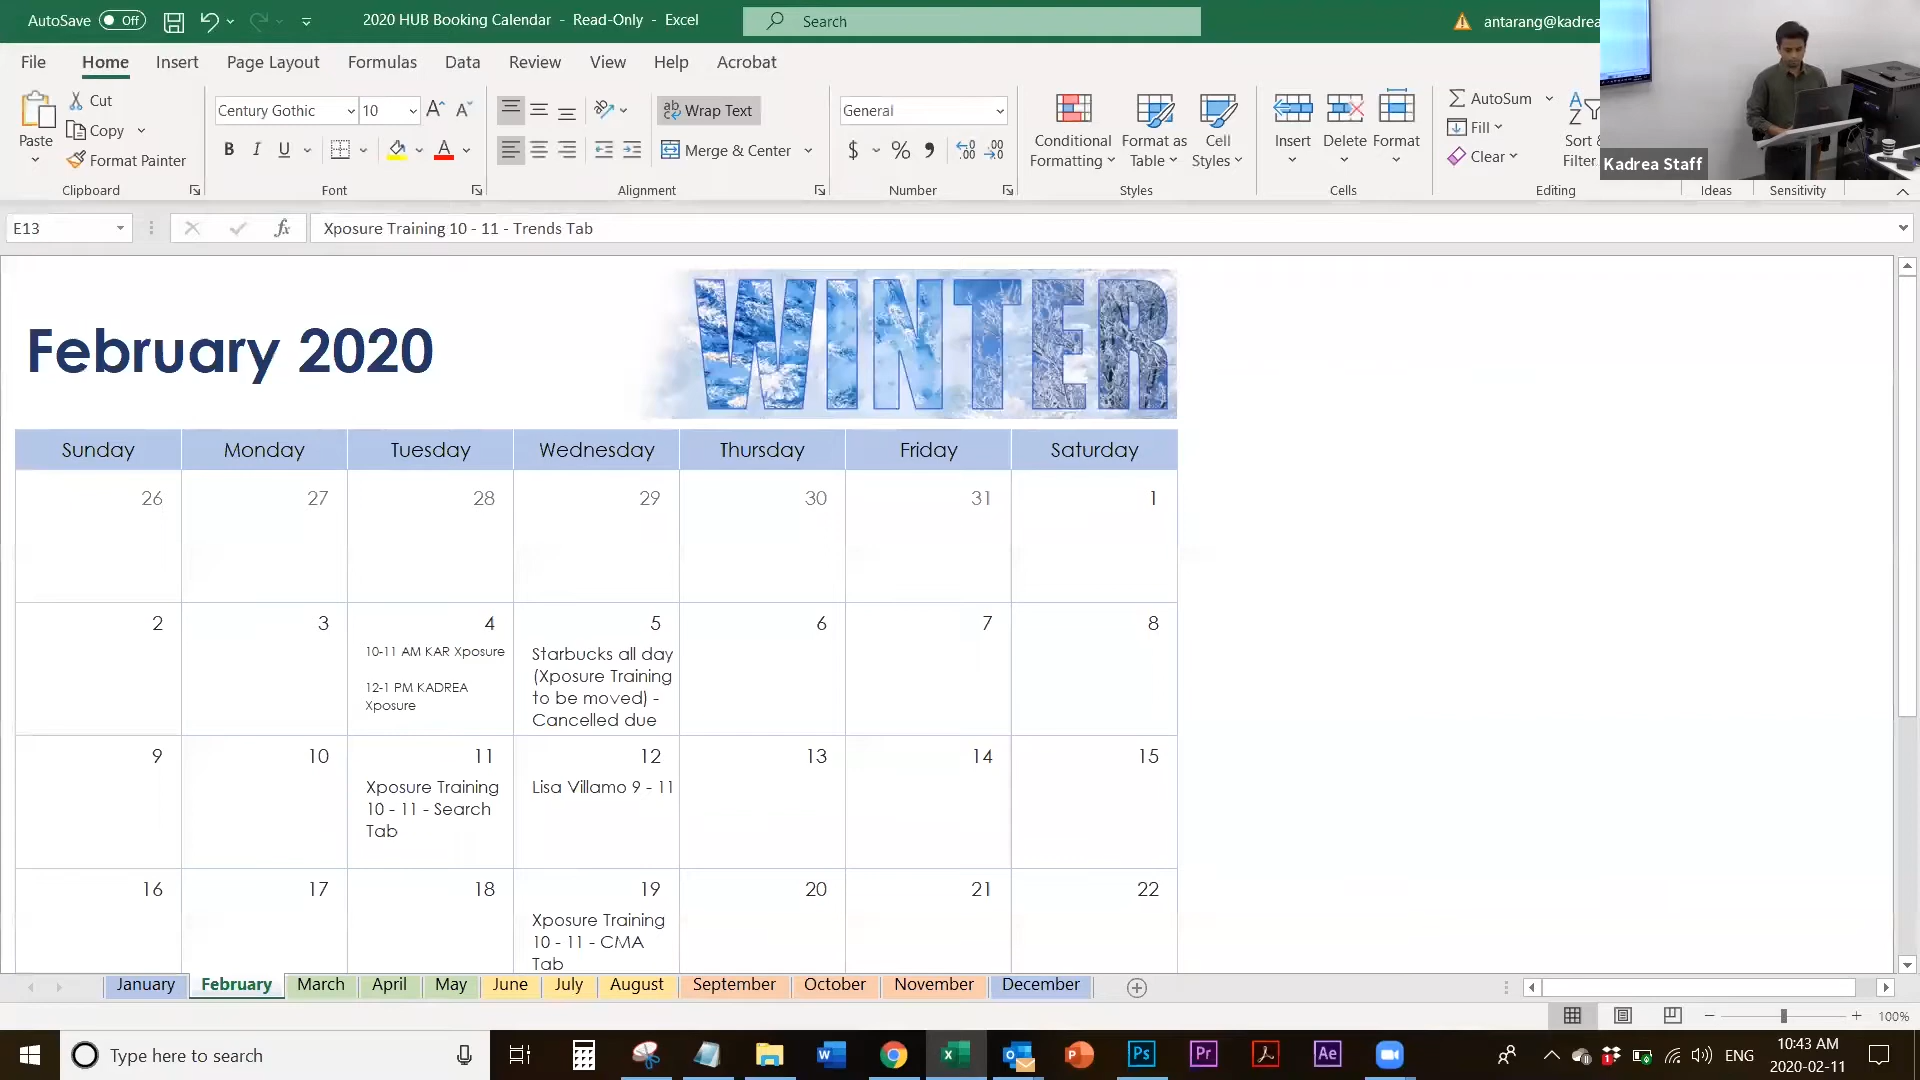 AutoSave Off
2020 HUB Booking Calendar - Read-Only - Excel
Search
antarang@kadrea
File Home Insert Page Layout Formulas Data Review View Help Acrobat
Paste
Cut
Copy
Format Painter
Clipboard
Century Gothic 10
B I U
Font
Wrap Text
Merge & Center
Alignment
General
$ % 9
Number
Conditional Formatting
Format as Table
Cell Styles
Styles
Insert Delete Format
Cells
AutoSum
Fill
Clear
Sort &
Filter
Editing
Ideas
Sensitivity
Kadrea Staff
E13
fx
Xposure Training 10 - 11 - Trends Tab
February 2020
WINTER
Sunday Monday Tuesday Wednesday Thursday Friday Saturday
26 27 28 29 30 31 1
2 3 4 5 6 7 8
10-11 AM KAR Xposure
12-1 PM KADREA
Xposure
Starbucks all day
(Xposure Training
to be moved) -
Cancelled due
9 10 11 12 13 14 15
Xposure Training
10 - 11 - Search
Tab
Lisa Villamo 9 - 11
16 17 18 19 20 21 22
Xposure Training
10 - 11 - CMA
Tab
January February March April May June July August September October November December
100%
Type here to search
ENG
10:43 AM
2020-02-11